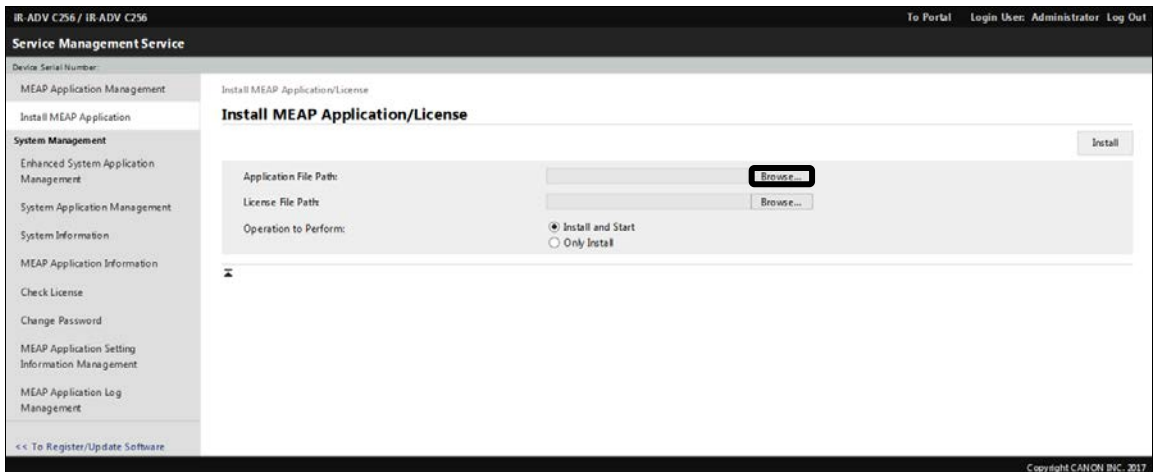 iR-ADV C256 / iR-ADV C256
To Portal Login User: Administrator Log Out
Service Management Service
Device Serial Number:
MEAP Application Management
Install MEAP Application
System Management
Enhanced System Application
Management
System Application Management
System Information
MEAP Application Information
Check License
Change Password
MEAP Application Setting
Information Management
MEAP Application Log
Management
<< To Register/Update Software
Install MEAP Application/License
Install MEAP Application/License
Install
Application File Path:
Browse...
License File Path:
Browse...
Operation to Perform:
Install and Start
Only Install
Copyright CANON INC. 2017